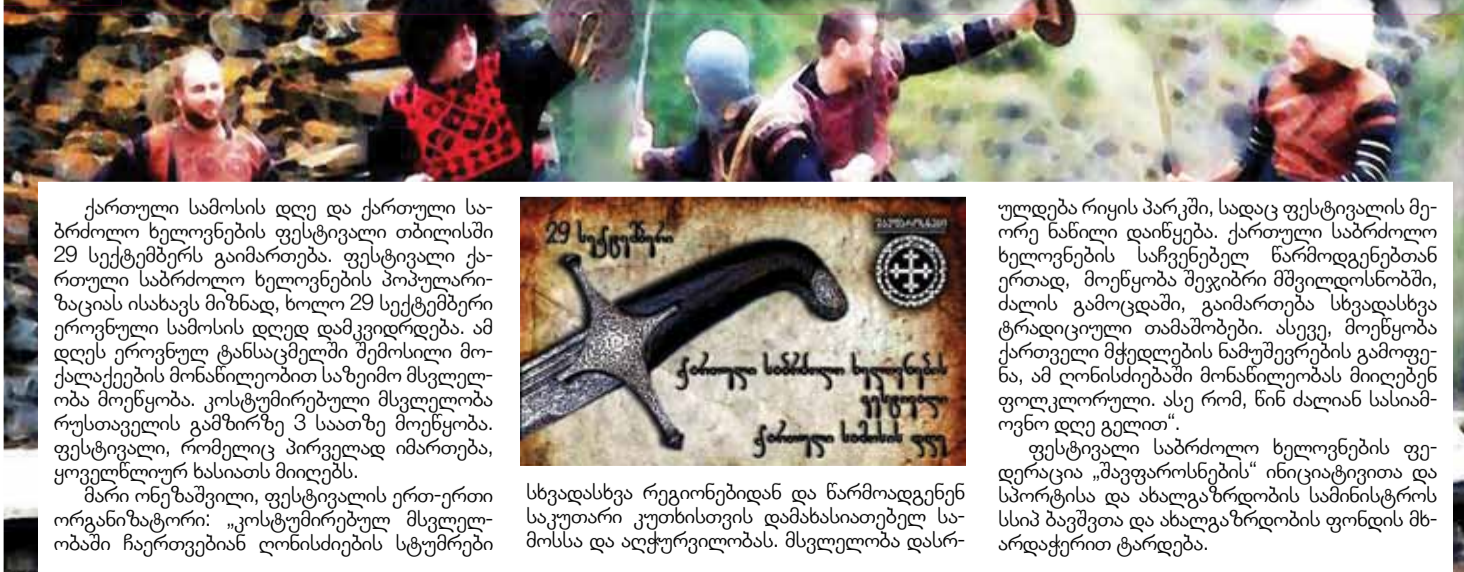 ქართული სამოსის დღე და ქართული სა-
ბრძოლო ხელოვნების ფესტივალი თბილისში
29 სექტემბერს გაიმართება. ფესტივალი ქა-
რთული საბრძოლო ხელოვნების პოპულარი-
ზაციას ისახავს მიზნად, ხოლო 29 სექტემბერი
ეროვნული სამოსის დღედ დამკვიდრდება. ამ
დღეს ეროვნულ ტანსაცმელში შემოსილი მო-
ქალაქეების მონაწილეობით საზეიმო მსვლელ-
ობა მოეწყობა. კოსტუმირებული მსვლელობა
რუსთაველის გამზირზე 3 საათზე მოეწყობა.
ფესტივალი, რომელიც პირველად იმართება,
ყოველწლიურ ხასიათს მიიღებს.
მარი ონეზაშვილი, ფესტივალის ერთ-ერთი
ორგანიზატორი: „კოსტუმირებულ მსვლელ-
ობაში ჩაერთვებიან ღონისძიების სტუმრები
29 სექტემბერი
შავფაროსნები
ქართული საბრძოლო ხელოვნების
ფესტივალი
ქართული სამოსის დღე
სხვადასხვა რეგიონებიდან და წარმოადგენენ
საკუთარი კუთხისთვის დამახასიათებელ სა-
მოსსა და აღჭურვილობას. მსვლელობა დასრ-
ულდება რიყის პარკში, სადაც ფესტივალის მე-
ორე ნაწილი დაიწყება. ქართული საბრძოლო
ხელოვნების საჩვენებელ წარმოდგენებთან
ერთად, მოეწყობა შეჯიბრი მშვილდოსნობში,
ძალის გამოცდაში, გაიმართება სხვადასხვა
ტრადიციული თამაშობები. ასევე, მოეწყობა
ქართველი მჭედლების ნამუშევრების გამოფე-
ნა, ამ ღონისძიებაში მონაწილეობას მიიღებენ
ფოლკლორული. ასე რომ, წინ ძალიან სასიამ-
ოვნო დღე გელით“.
ფესტივალი საბრძოლო ხელოვნების ფე-
დერაცია „შავფაროსნების“ ინიციატივითა და
სპორტისა და ახალგაზრდობის სამინისტროს
სსიპ ბავშვთა და ახალგაზრდობის ფონდის მხ-
არდაჭერით ტარდება.